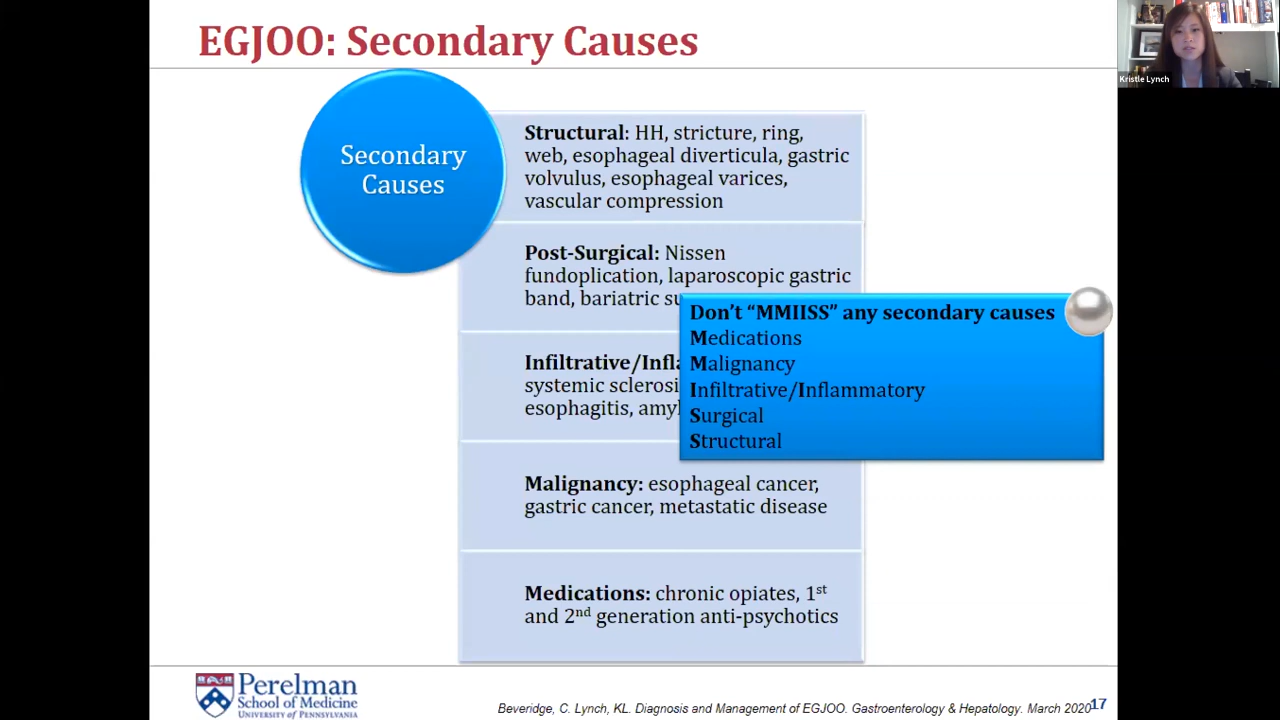 EGJOO: Secondary Causes
Kristle Lynch
Secondary
Causes
Structural: HH, stricture, ring,
web, esophageal diverticula, gastric
volvulus, esophageal varices,
vascular compression
Post-Surgical: Nissen
fundoplication, laparoscopic gastric
band, bariatric
Infiltrative/
systemic
esophagitis,
Don't "MMIISS" any secondary causes
Medications
Malignancy
Infiltrative/Inflammatory
Surgical
Structural
Malignancy: esophageal cancer,
gastric cancer, metastatic disease
Medications: chronic opiates, 1st
and 2nd generation anti-psychotics
Perelman
School of Medicine
UNIVERSITY of PENNSYLVANIA
Beveridge, C. Lynch, KL. Diagnosis and Management of EGJOO. Gastroenterology & Hepatology. March 2020
17